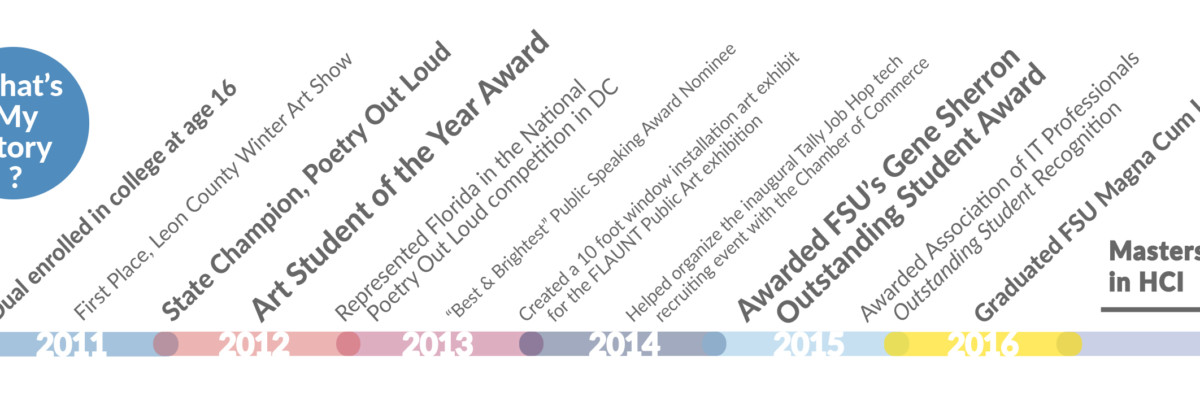 hat's
My
tory
?
Dual enrolled in college at age 16
First Place, Leon County Winter Art Show
State Champion, Poetry Out Loud
Art Student of the Year Award
Represented Florida in the National
Poetry Out Loud competition in DC
"Best & Brightest" Public Speaking Award Nominee
Created a 10 foot window installation art exhibit
for the FLAUNT Public Art exhibition
Helped organize the inaugural Tally Job Hop tech
recruiting event with the Chamber of Commerce
Awarded FSU's Gene Sherron
Outstanding Student Award
Awarded Association of IT Professionals
Outstanding Student Recognition
Graduated FSU Magna Cum
Masters
in HCI
2011
2012
2013
2014
2015
2016